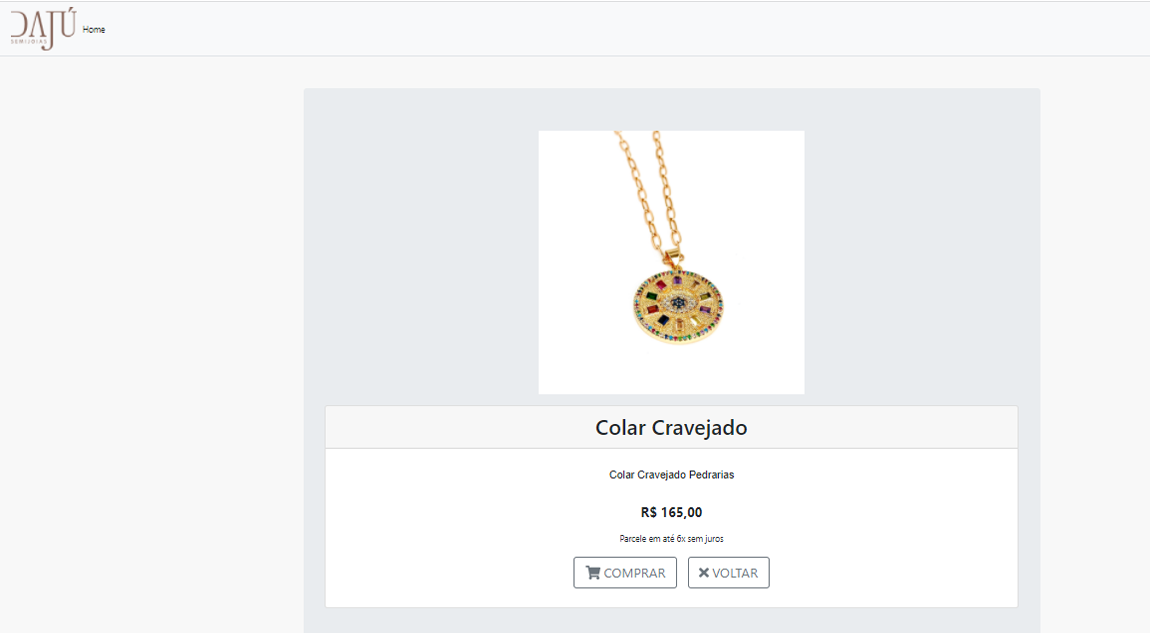 DAJÚ
SEMIJOIAS
Home
Colar Cravejado
Colar Cravejado Pedrarias
R$ 165,00
Parcele em até 6x sem juros
COMPRAR
VOLTAR